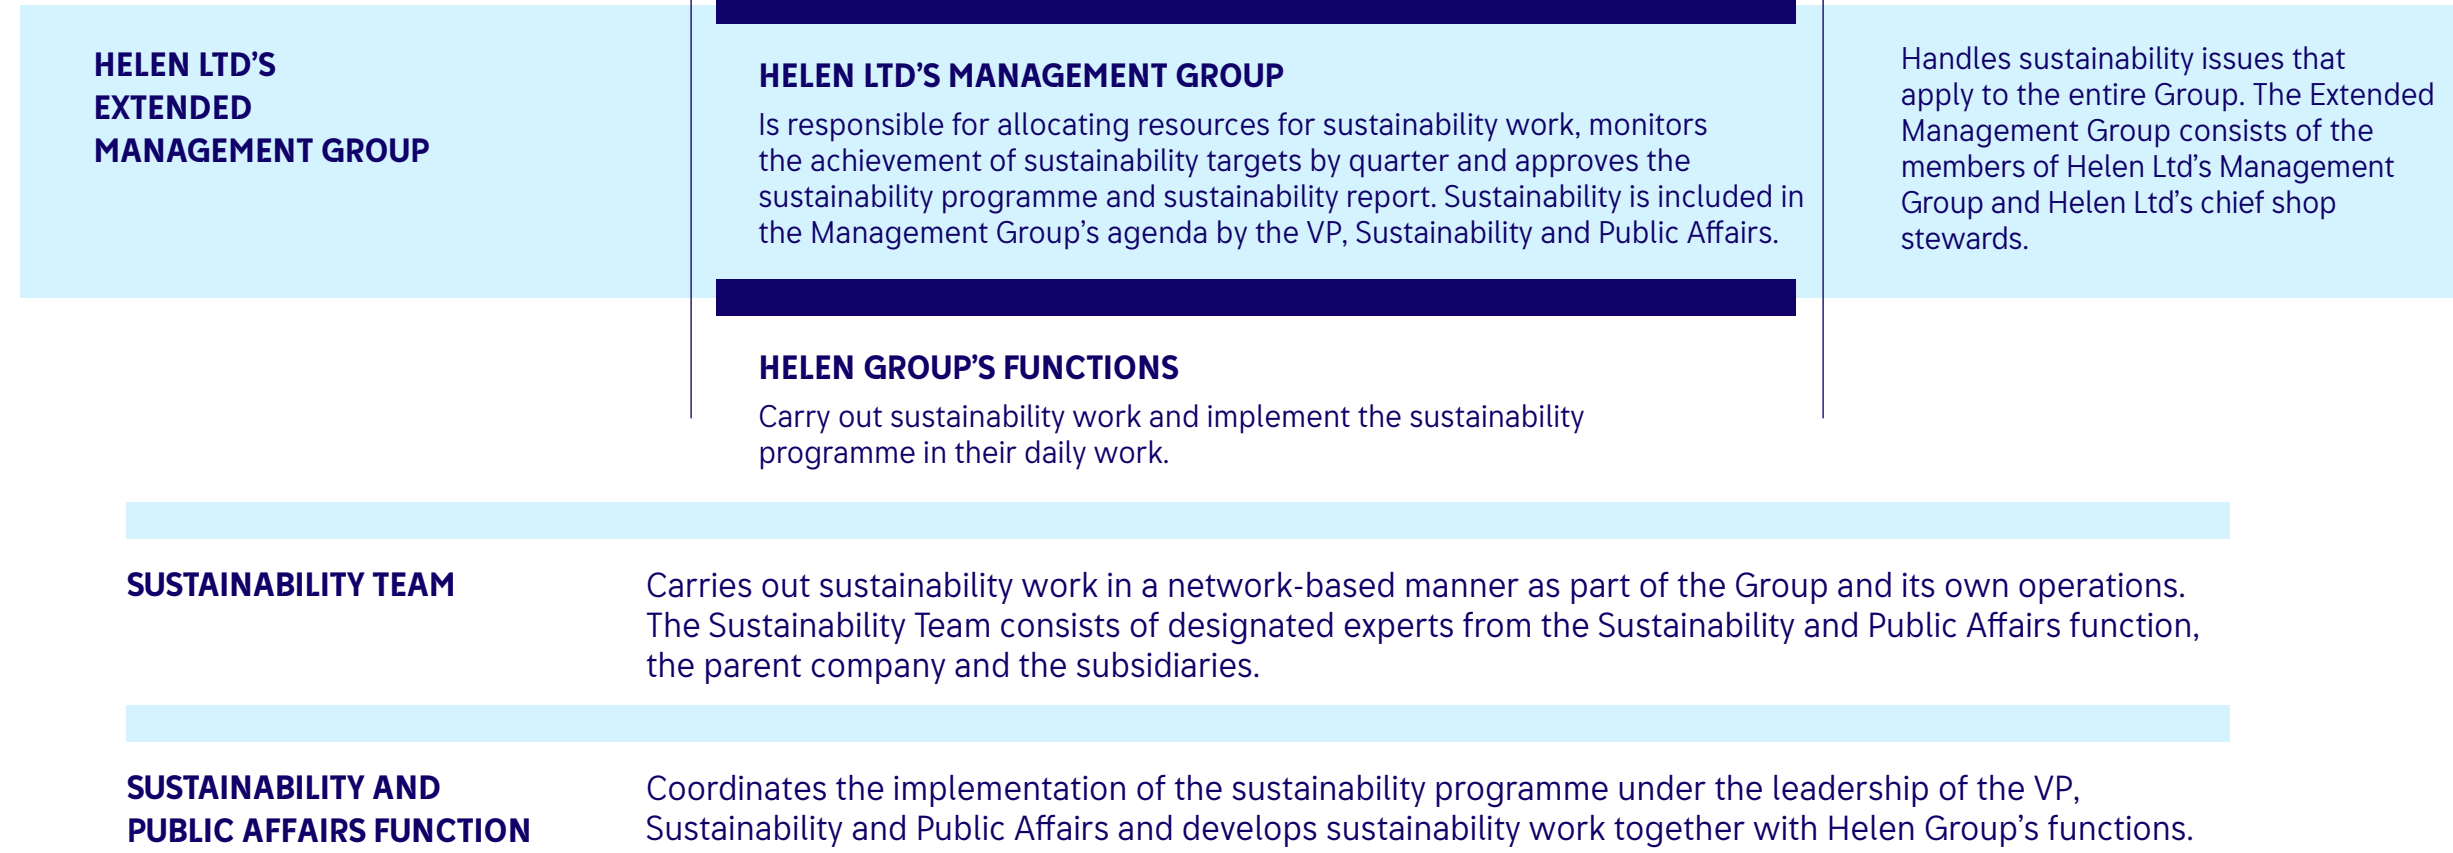 HELEN LTD’S
EXTENDED
MANAGEMENT GROUP
HELEN LTD’S MANAGEMENT GROUP
Is responsible for allocating resources for sustainability work, monitors
the achievement of sustainability targets by quarter and approves the
sustainability programme and sustainability report. Sustainability is included in
the Management Group’s agenda by the VP, Sustainability and Public Affairs.
Handles sustainability issues that
apply to the entire Group. The Extended
Management Group consists of the
members of Helen Ltd’s Management
Group and Helen Ltd’s chief shop
stewards.
HELEN GROUP’S FUNCTIONS
Carry out sustainability work and implement the sustainability
programme in their daily work.
SUSTAINABILITY TEAM
Carries out sustainability work in a network-based manner as part of the Group and its own operations.
The Sustainability Team consists of designated experts from the Sustainability and Public Affairs function,
the parent company and the subsidiaries.
SUSTAINABILITY AND
PUBLIC AFFAIRS FUNCTION
Coordinates the implementation of the sustainability programme under the leadership of the VP,
Sustainability and Public Affairs and develops sustainability work together with Helen Group’s functions.